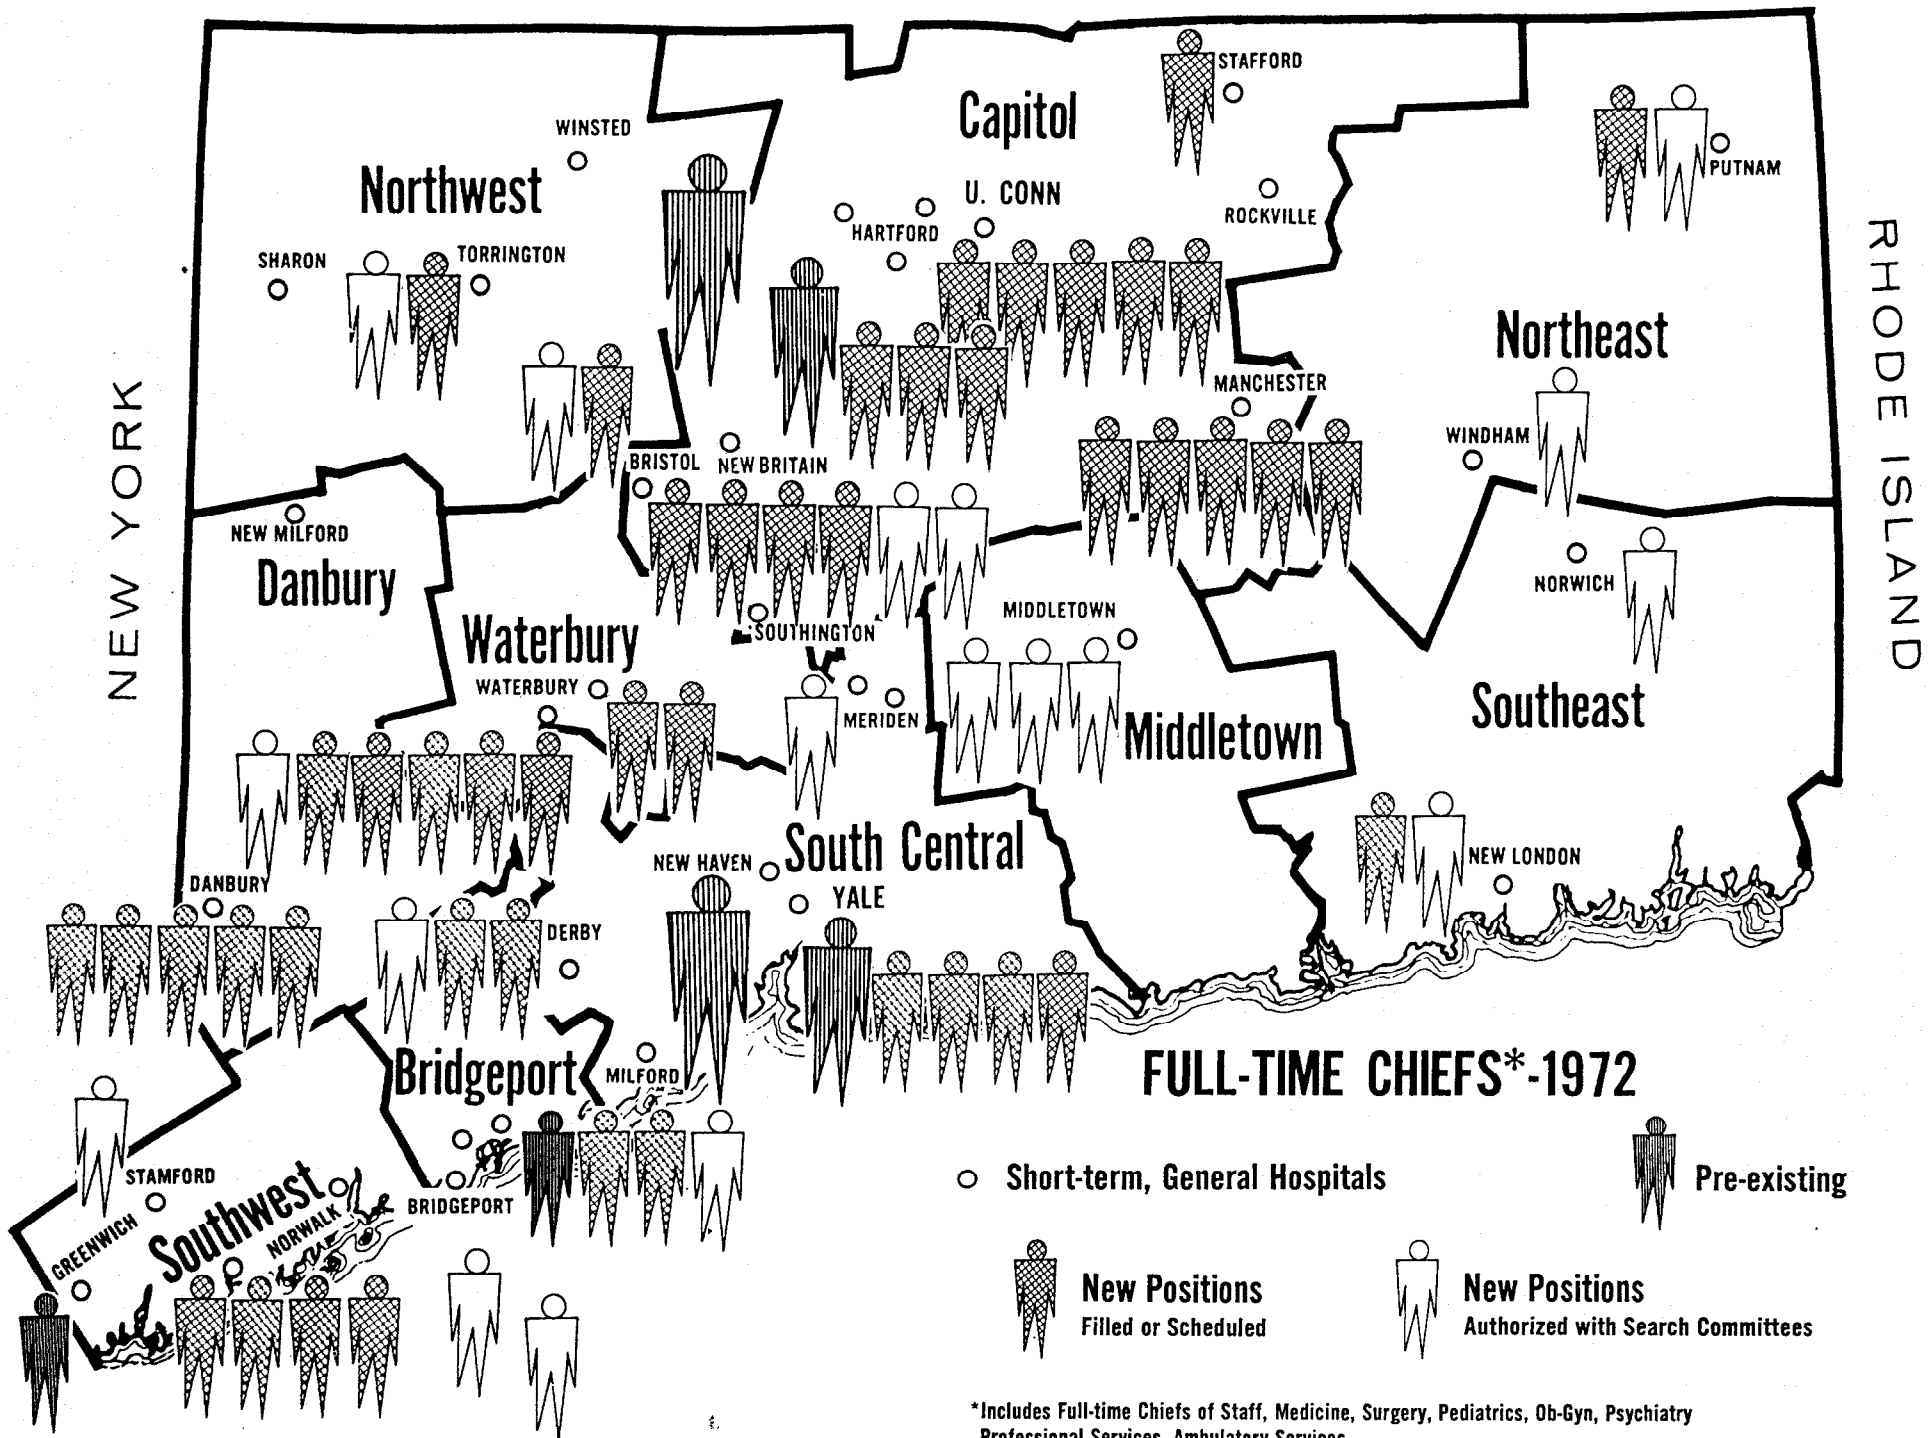 STAFFORD
Capitol
WINSTED
PUTNAM
Northwest
U. CONN
ROCKVILLE
HARTFORD
SHARON
TORRINGTON
RHODE ISLAND
Northeast
NEW YORK
MANCHESTER
WINDHAM
BRISTOL
NEW BRITAIN
NEW MILFORD
Danbury
NORWICH
MIDDLETOWN
SOUTHINGTON
Waterbury
WATERBURY
MERIDEN
Southeast
Middletown
South Central
NEW HAVEN
YALE
NEW LONDON
DANBURY
DERBY
Bridgeport
MILFORD
FULL-TIME CHIEFS*-1972
STAMFORD
Southwest
NORWALK
BRIDGEPORT
GREENWICH
Short-term, General Hospitals
Pre-existing
New Positions
Filled or Scheduled
New Positions
Authorized with Search Committees
*Includes Full-time Chiefs of Staff, Medicine, Surgery, Pediatrics, Ob-Gyn, Psychiatry
Professional Services, Ambulatory Services